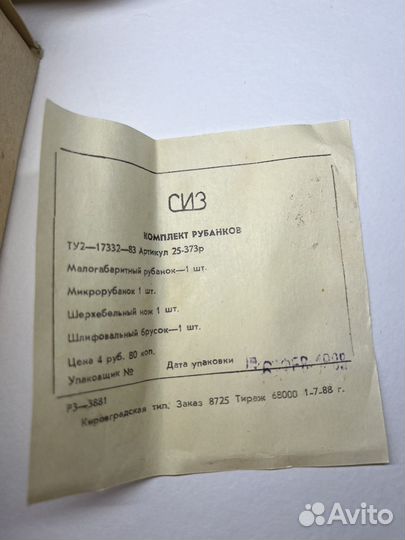 СИЗ
КОМПЛЕКТ РУБАНКОВ
ТУ2—17332—83 Артикул 25-373р
Малогабаритный рубанок—1 шт.
Микрорубанок 1 шт.
Шерхебельный нож 1 шт.
Шлифовальный брусок—1 шт.
Цена 4 руб. 80 коп.
Упаковщик № Дата упаковки
РЗ—3881
Кировградская тип. Заказ 8725 Тираж 68000 1-7-88 г.
Avito